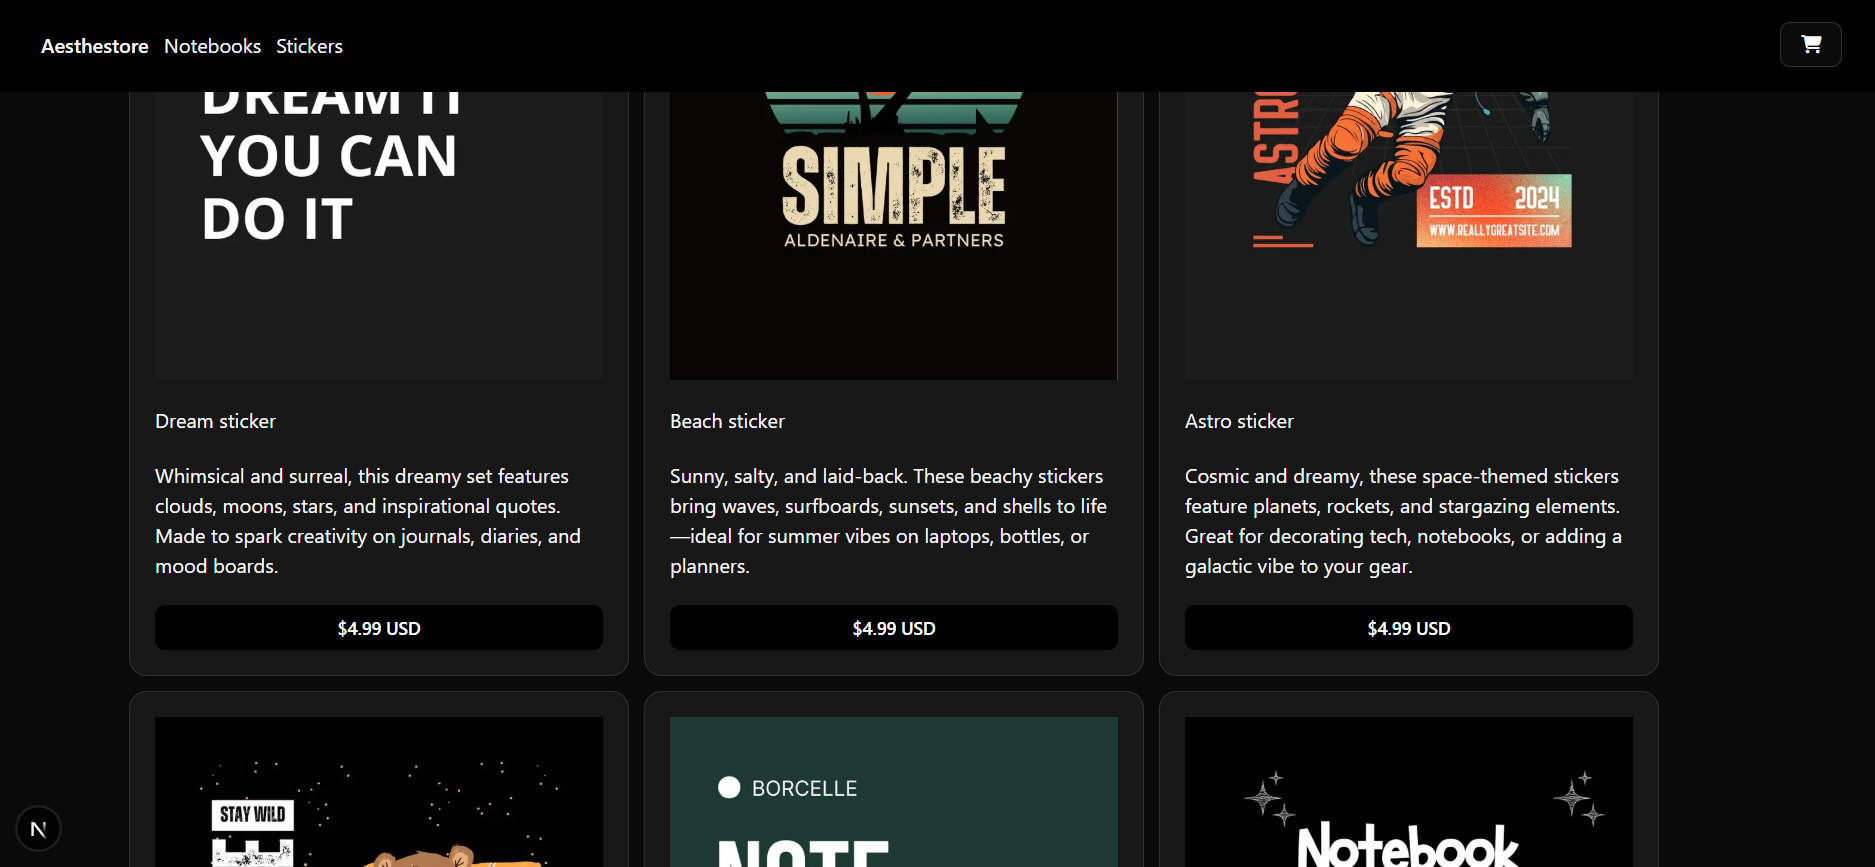 Aesthestore Notebooks Stickers
DREAM IT
YOU CAN
DO IT
SIMPLE
ALDENAIRE & PARTNERS
ASTRO
ESTD 2024
WWW.REALLYGREATSITE.COM
Dream sticker
Whimsical and surreal, this dreamy set features
clouds, moons, stars, and inspirational quotes.
Made to spark creativity on journals, diaries, and
mood boards.
$4.99 USD
Beach sticker
Sunny, salty, and laid-back. These beachy stickers
bring waves, surfboards, sunsets, and shells to life
—ideal for summer vibes on laptops, bottles, or
planners.
$4.99 USD
Astro sticker
Cosmic and dreamy, these space-themed stickers
feature planets, rockets, and stargazing elements.
Great for decorating tech, notebooks, or adding a
galactic vibe to your gear.
$4.99 USD
STAY WILD
BORCELLE
NOTE
Notebook
N